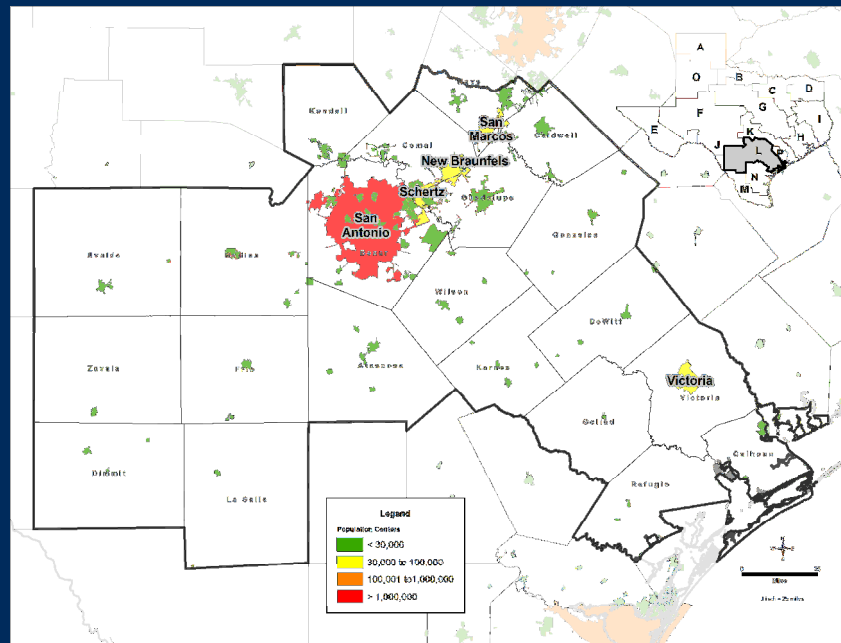 Hays
Kendall
San
Marcos
Comal
Caldwell
New Braunfels
Schertz
Guadalupe
San
Antonio
Bexar
Gonzales
Uvalde
Medina
Wilson
DeWitt
Zavala
Frio
Atascosa
Karnes
Victoria
Victoria
Goliad
Calhoun
Dimmit
La Salle
Refugio
A
O
B
C
D
F
G
E
I
J
K
H
L
P
N
M
Legend
Population Centers
< 30,000
30,000 to 100,000
100,001 to 1,000,000
> 1,000,000
Miles